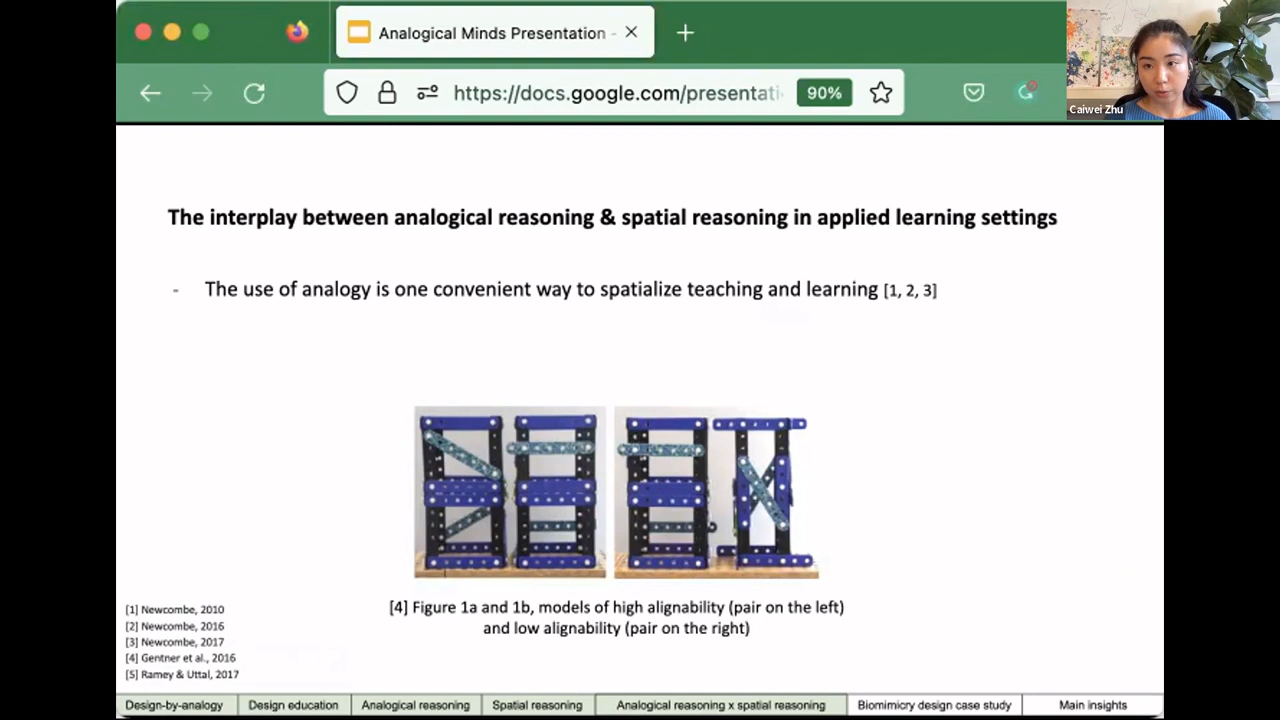 Analogical Minds Presentation -
https://docs.google.com/presentati
90%
Caiwei Zhu
The interplay between analogical reasoning & spatial reasoning in applied learning settings
- The use of analogy is one convenient way to spatialize teaching and learning [1, 2, 3]
[4] Figure 1a and 1b, models of high alignability (pair on the left)
and low alignability (pair on the right)
[1] Newcombe, 2010
[2] Newcombe, 2016
[3] Newcombe, 2017
[4] Gentner et al., 2016
[5] Ramey & Uttal, 2017
Design-by-analogy
Design education
Analogical reasoning
Spatial reasoning
Analogical reasoning x spatial reasoning
Biomimicry design case study
Main insights